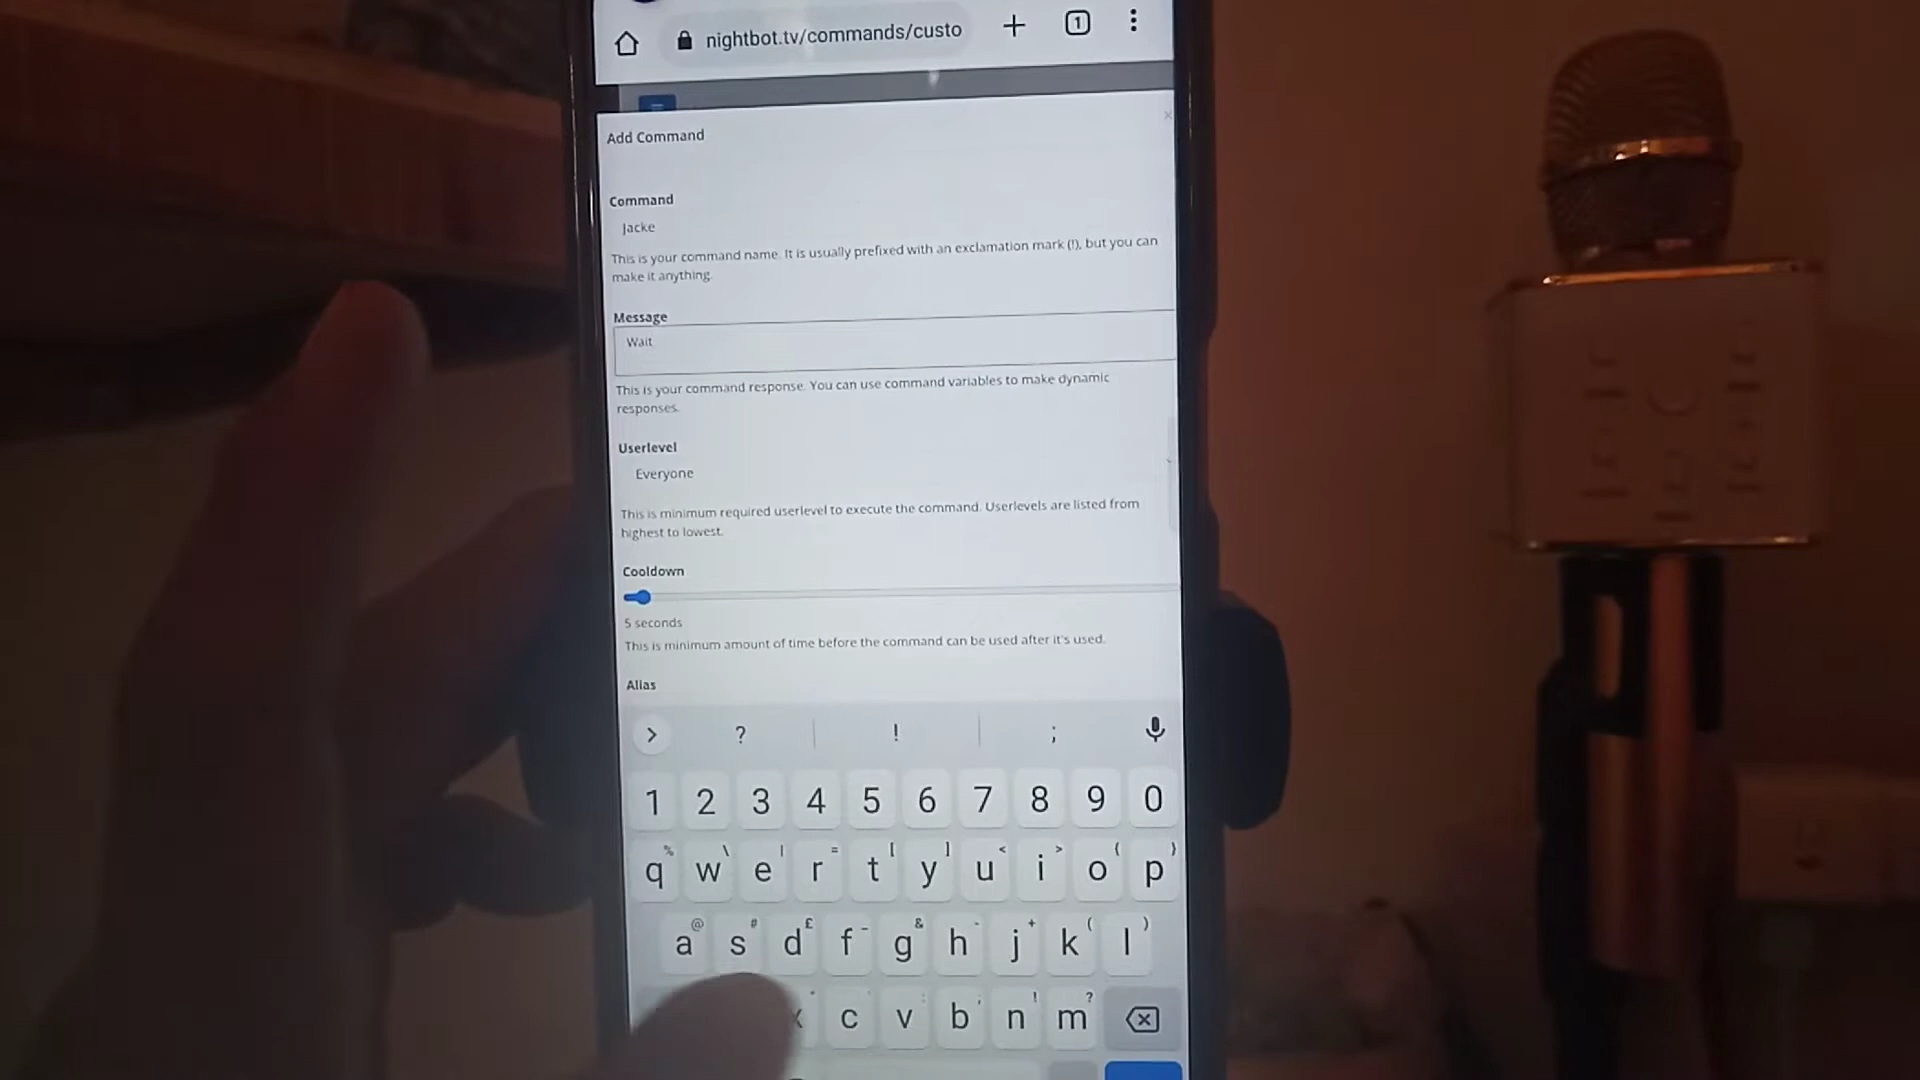 nightbot.tv/commands/custo
1
Add Command
Command
Jacke
This is your command name. It is usually prefixed with an exclamation mark (!), but you can
make it anything.
Message
Wait
This is your command response. You can use command variables to make dynamic
responses.
Userlevel
Everyone
This is minimum required userlevel to execute the command. Userlevels are listed from
highest to lowest.
Cooldown
5 seconds
This is minimum amount of time before the command can be used after it's used.
Alias
? ! ;
1 2 3 4 5 6 7 8 9 0
% \ | = [ ] < > { }
q w e r t y u i o p
@ # £ - & - + ( )
a s d f g h j k l
x c v b n m
! ?